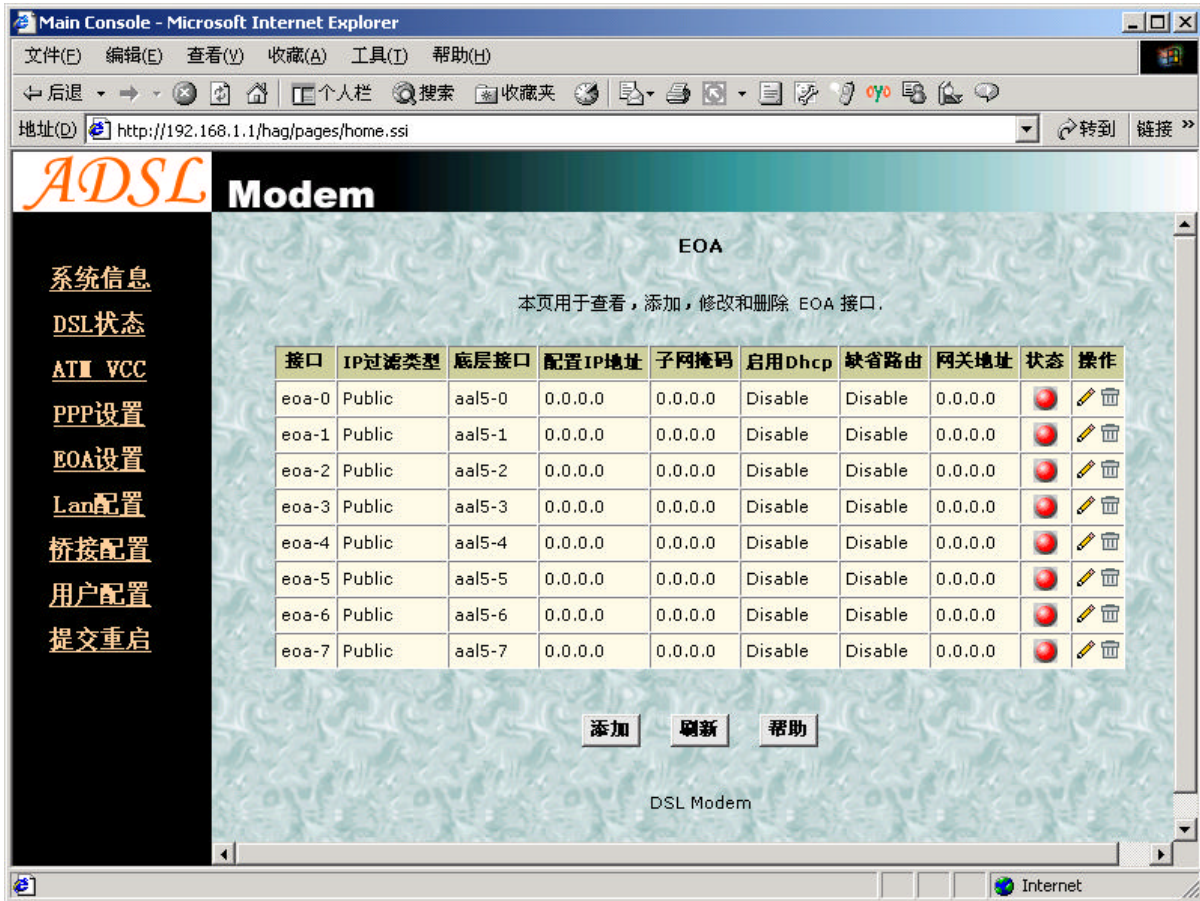 Main Console - Microsoft Internet Explorer
文件(F) 编辑(E) 查看(V) 收藏(A) 工具(T) 帮助(H)
后退 个人栏 搜索 收藏夹
地址(D) http://192.168.1.1/hag/pages/home.ssi 转到 链接 »
ADSL Modem
系统信息
DSL状态
ATM VCC
PPP设置
EOA设置
Lan配置
桥接配置
用户配置
提交重启
EOA
本页用于查看,添加,修改和删除 EOA 接口.
接口 IP过滤类型 底层接口 配置IP地址 子网掩码 启用Dhcp 缺省路由 网关地址 状态 操作
eoa-0 Public aal5-0 0.0.0.0 0.0.0.0 Disable Disable 0.0.0.0
eoa-1 Public aal5-1 0.0.0.0 0.0.0.0 Disable Disable 0.0.0.0
eoa-2 Public aal5-2 0.0.0.0 0.0.0.0 Disable Disable 0.0.0.0
eoa-3 Public aal5-3 0.0.0.0 0.0.0.0 Disable Disable 0.0.0.0
eoa-4 Public aal5-4 0.0.0.0 0.0.0.0 Disable Disable 0.0.0.0
eoa-5 Public aal5-5 0.0.0.0 0.0.0.0 Disable Disable 0.0.0.0
eoa-6 Public aal5-6 0.0.0.0 0.0.0.0 Disable Disable 0.0.0.0
eoa-7 Public aal5-7 0.0.0.0 0.0.0.0 Disable Disable 0.0.0.0
添加 刷新 帮助
DSL Modem
Internet